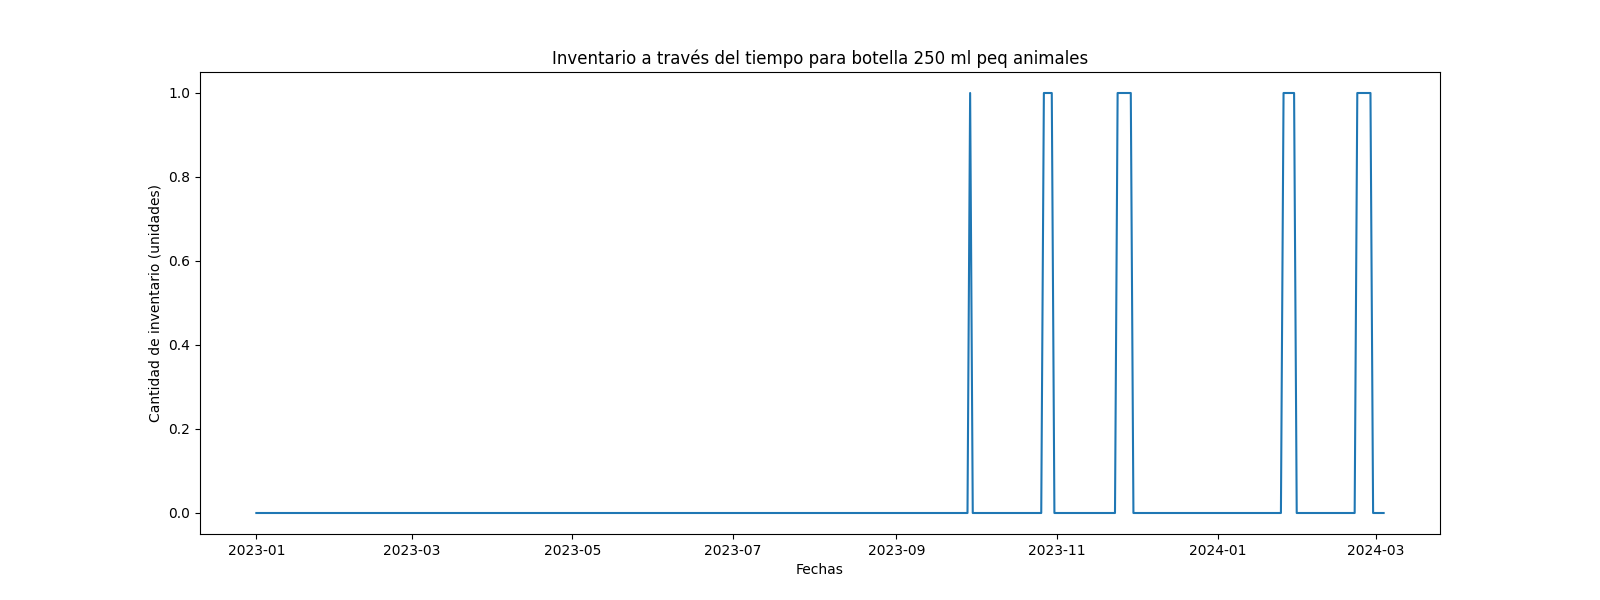 Inventario a través del tiempo para botella 250 ml peq animales
Cantidad de inventario (unidades)
1.0
0.8
0.6
0.4
0.2
0.0
2023-01 2023-03 2023-05 2023-07 2023-09 2023-11 2024-01 2024-03
Fechas